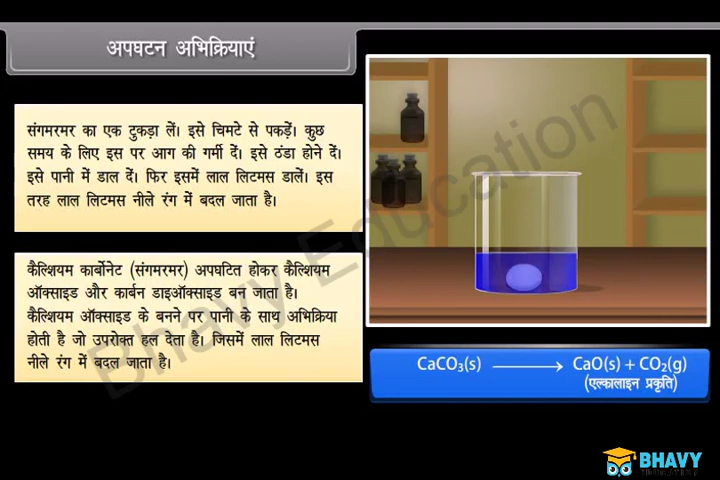 अपघटन अभिक्रियाएं
संगमरमर का एक टुकड़ा लें। इसे चिमटे से पकड़ें। कुछ
समय के लिए इस पर आग की गर्मी दें। इसे ठंडा होने दें।
इसे पानी में डाल दें। फिर इसमें लाल लिटमस डालें। इस
तरह लाल लिटमस नीले रंग में बदल जाता है।
कैल्शियम कार्बोनेट (संगमरमर) अपघटित होकर कैल्शियम
ऑक्साइड और कार्बन डाइऑक्साइड बन जाता है।
कैल्शियम ऑक्साइड के बनने पर पानी के साथ अभिक्रिया
होती है जो उपरोक्त हल देता है। जिसमें लाल लिटमस
नीले रंग में बदल जाता है।
CaCO₃(s) ⟶ CaO(s) + CO₂(g)
(एल्कालाइन प्रकृति)
Bhavy Education
BHAVY